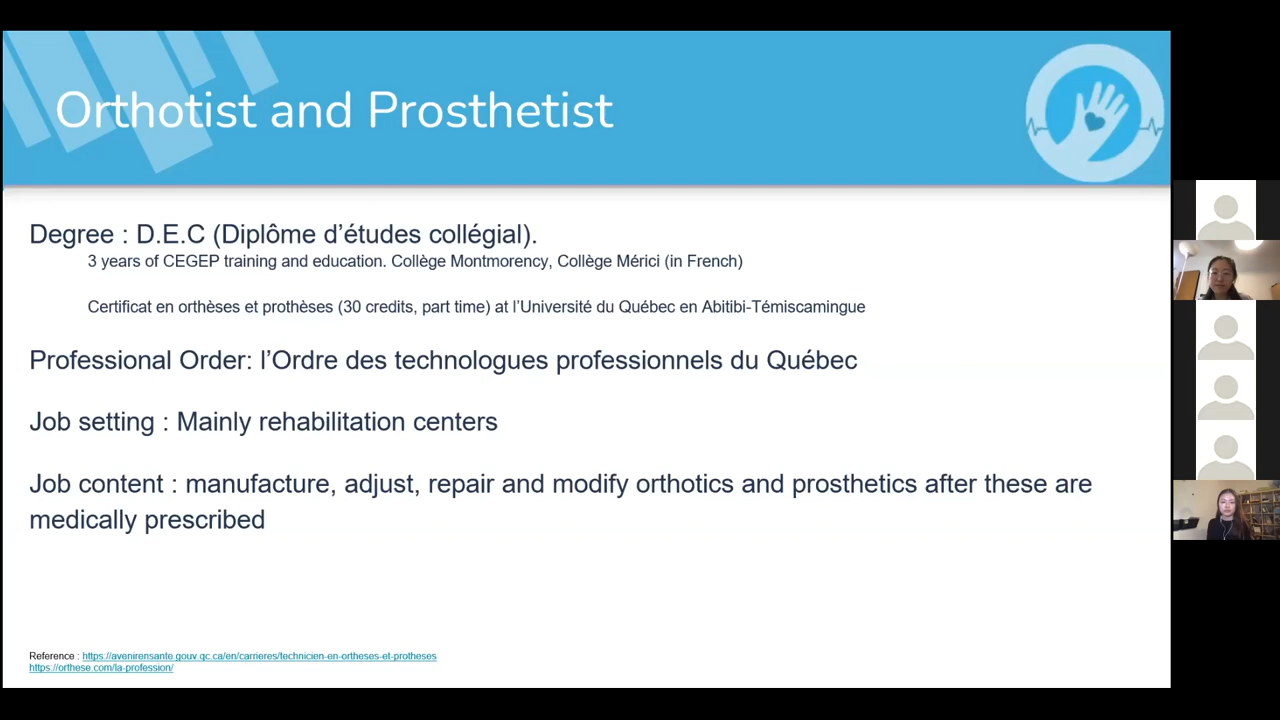 Orthotist and Prosthetist
Degree : D.E.C (Diplôme d’études collégial).
3 years of CEGEP training and education. Collège Montmorency, Collège Mérici (in French)
Certificat en orthèses et prothèses (30 credits, part time) at l’Université du Québec en Abitibi-Témiscamingue
Professional Order: l’Ordre des technologues professionnels du Québec
Job setting : Mainly rehabilitation centers
Job content : manufacture, adjust, repair and modify orthotics and prosthetics after these are
medically prescribed
Reference : https://avenirensante.gouv.qc.ca/en/carrieres/technicien-en-ortheses-et-protheses
https://orthese.com/la-profession/